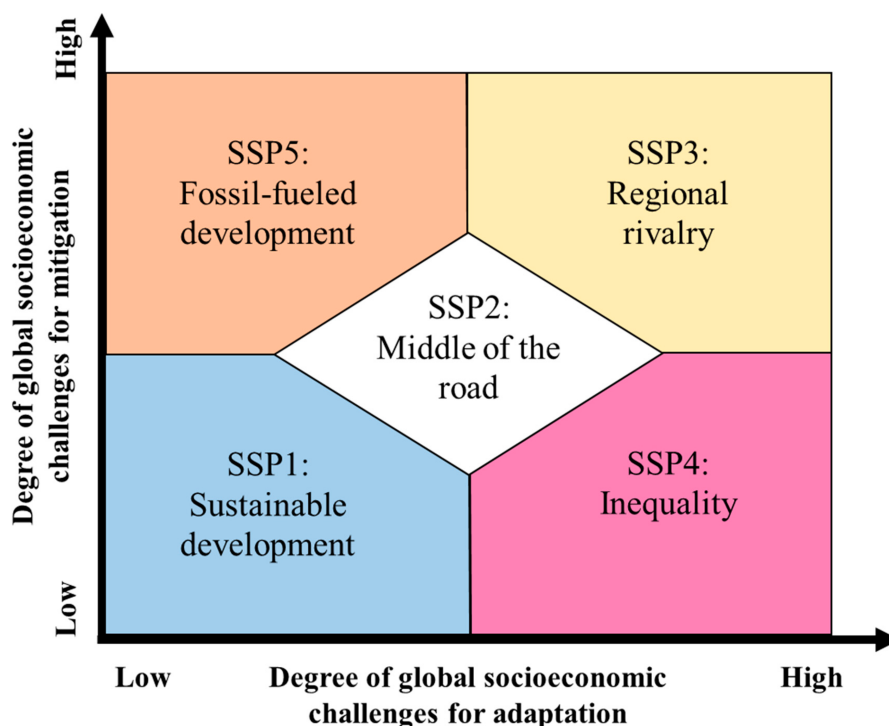 High
Degree of global socioeconomic
challenges for mitigation
Low
SSP5:
Fossil-fueled
development
SSP3:
Regional
rivalry
SSP2:
Middle of the
road
SSP1:
Sustainable
development
SSP4:
Inequality
Low
Degree of global socioeconomic
challenges for adaptation
High